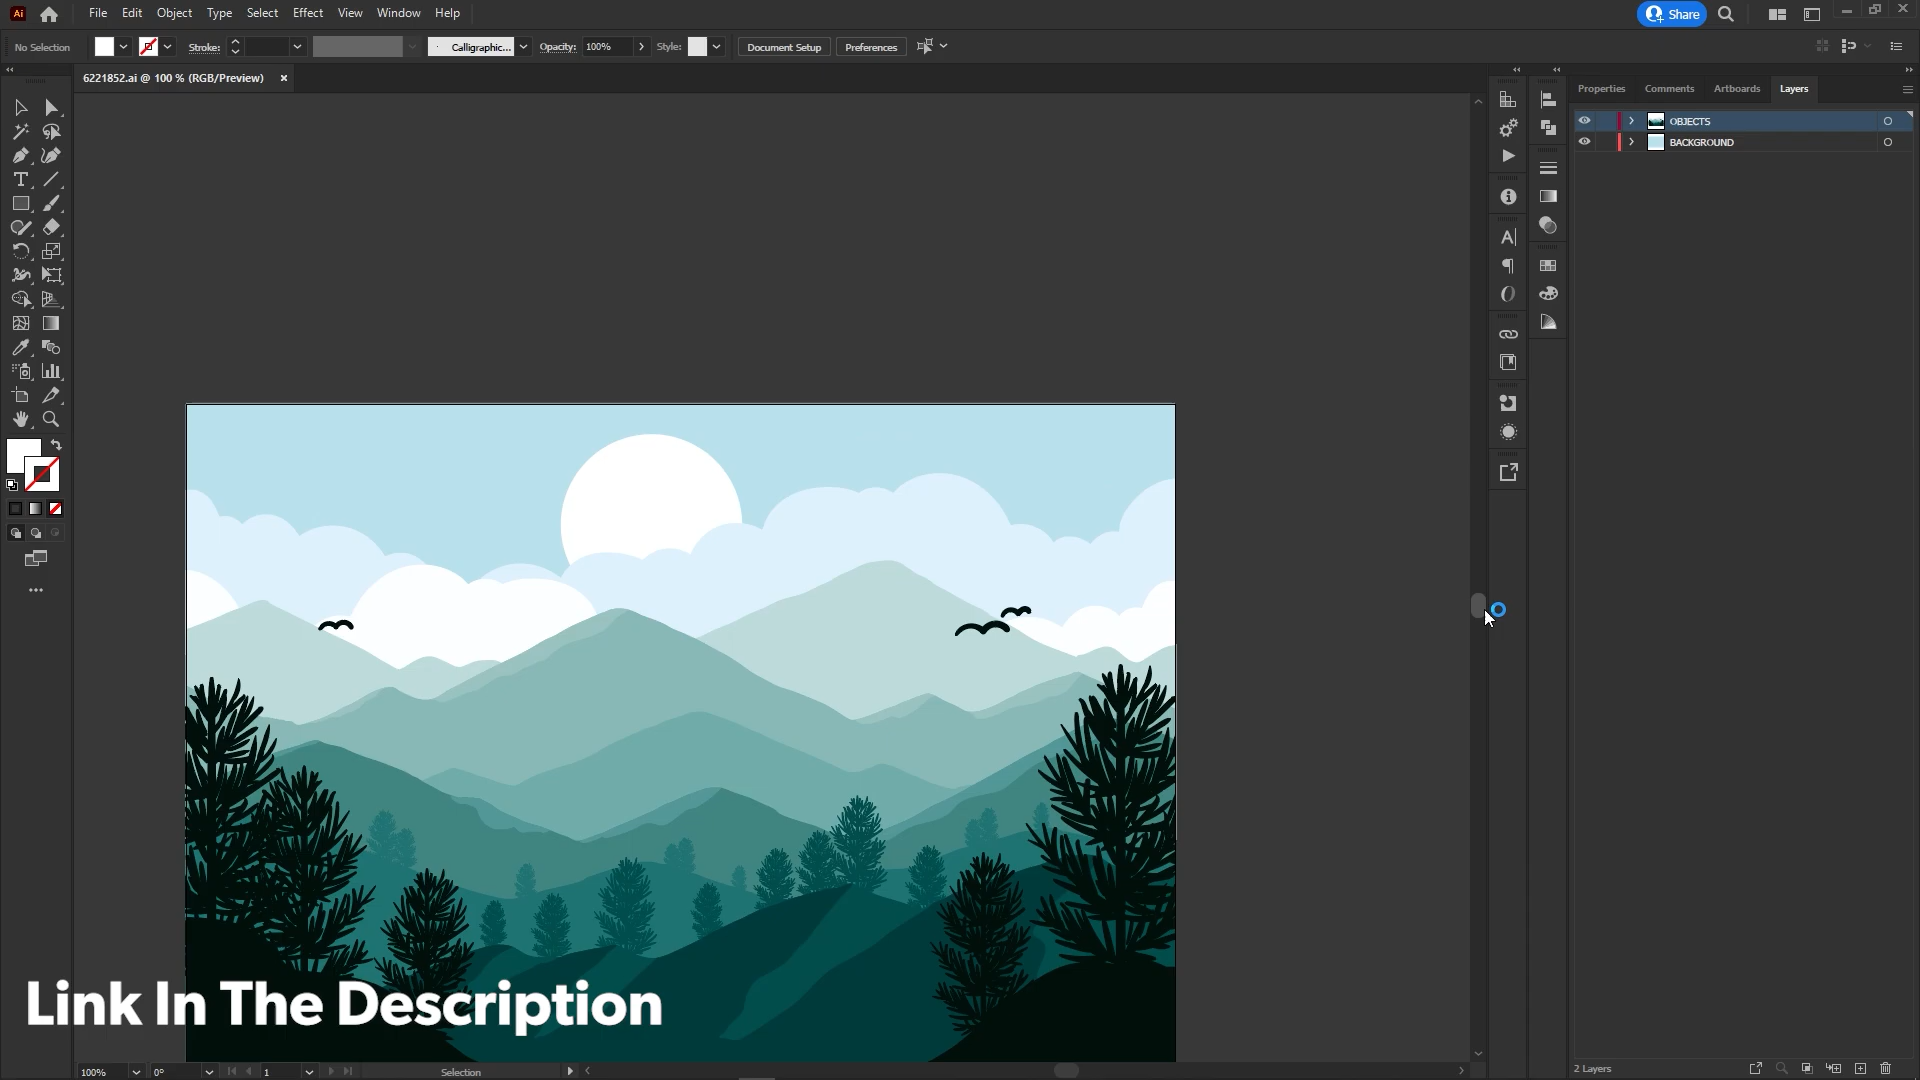 Ai
File Edit Object Type Select Effect View Window Help
Share
No Selection
Stroke:
Calligraphic...
Opacity: 100%
Style:
Document Setup
Preferences
6221852.ai @ 100 % (RGB/Preview)
Properties Comments Artboards Layers
OBJECTS
BACKGROUND
Link In The Description
100%
0°
1
Selection
2 Layers